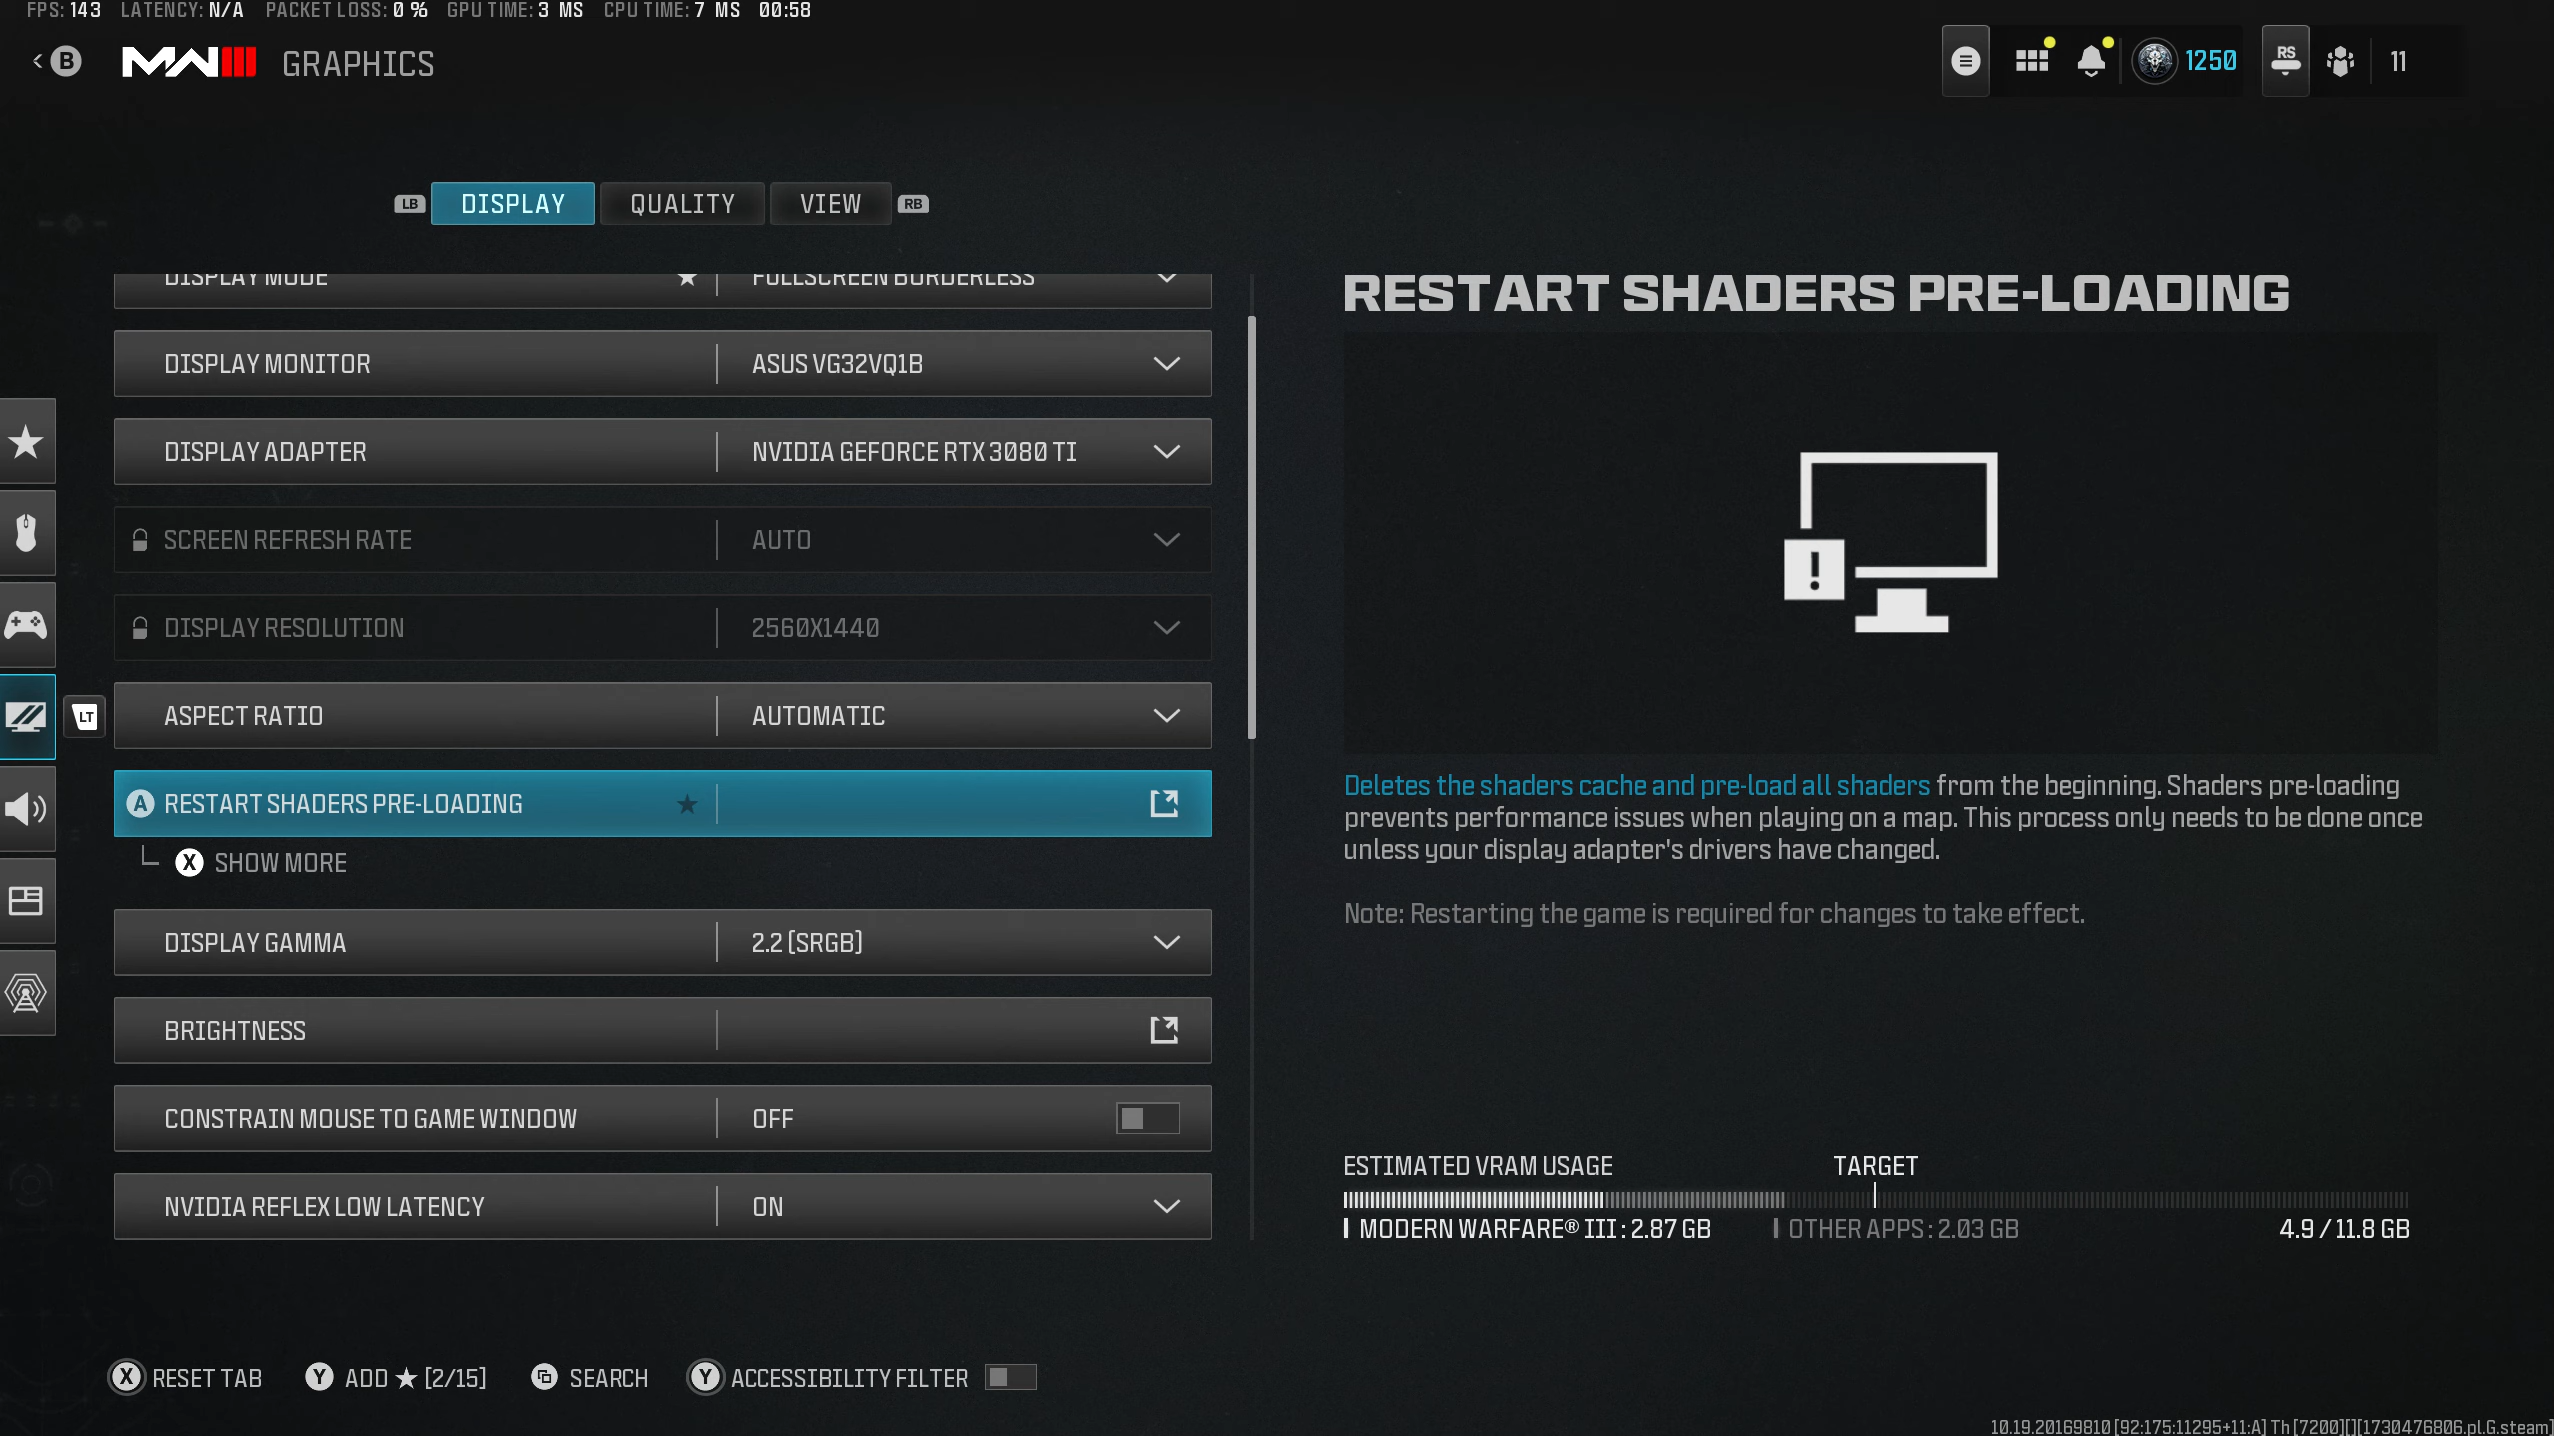 FPS: 143 LATENCY: N/A PACKET LOSS: 0 % GPU TIME: 3 MS CPU TIME: 7 MS 00:58
B MWIII GRAPHICS
1250 RS 11
LB DISPLAY QUALITY VIEW RB
DISPLAY MODE FULLSCREEN BORDERLESS
RESTART SHADERS PRE-LOADING
DISPLAY MONITOR ASUS VG32VQ1B
DISPLAY ADAPTER NVIDIA GEFORCE RTX 3080 TI
SCREEN REFRESH RATE AUTO
DISPLAY RESOLUTION 2560X1440
LT ASPECT RATIO AUTOMATIC
A RESTART SHADERS PRE-LOADING
X SHOW MORE
DISPLAY GAMMA 2.2 (SRGB)
BRIGHTNESS
CONSTRAIN MOUSE TO GAME WINDOW OFF
NVIDIA REFLEX LOW LATENCY ON
!
Deletes the shaders cache and pre-load all shaders from the beginning. Shaders pre-loading
prevents performance issues when playing on a map. This process only needs to be done once
unless your display adapter's drivers have changed.
Note: Restarting the game is required for changes to take effect.
ESTIMATED VRAM USAGE TARGET
MODERN WARFARE® III : 2.87 GB OTHER APPS : 2.03 GB 4.9 / 11.8 GB
X RESET TAB Y ADD ★ [2/15] SEARCH Y ACCESSIBILITY FILTER
10.19.20169810 [92:175:11295+11:A] Th [7200][][1730476806.pl.G.steam]